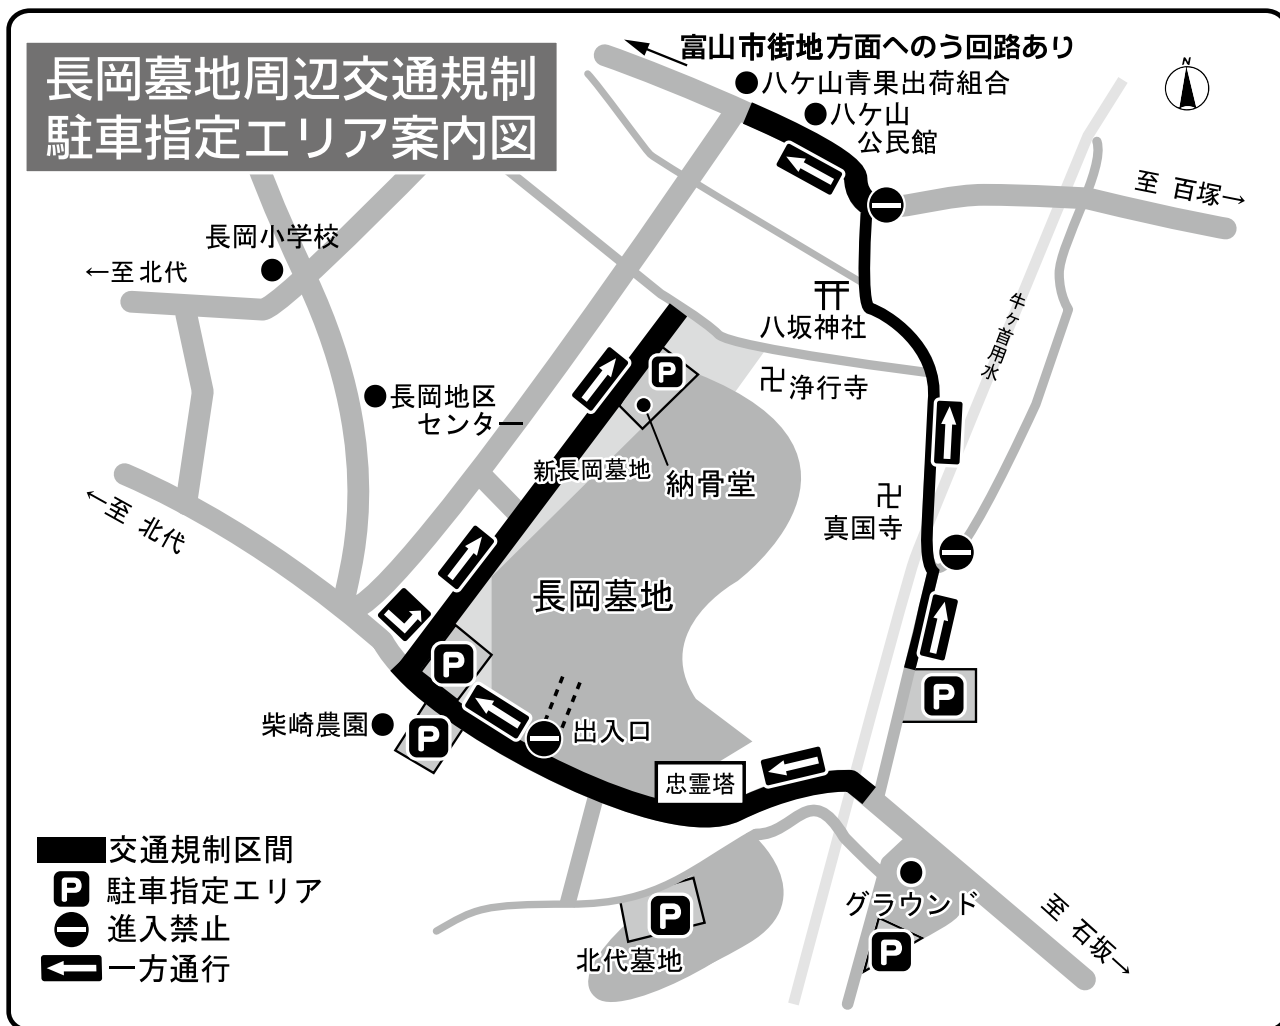 長岡墓地周辺交通規制
駐車指定エリア案内図
富山市街地方面へのう回路あり
八ケ山青果出荷組合
八ケ山
公民館
N
至 百塚→
長岡小学校
←至 北代
八坂神社
牛ヶ首用水
P
卍 浄行寺
長岡地区
センター
新長岡墓地
納骨堂
←至 北代
卍
真国寺
長岡墓地
P
P
柴崎農園
P
出入口
忠霊塔
交通規制区間
P 駐車指定エリア
進入禁止
一方通行
グラウンド
P
北代墓地
P
至 石坂→